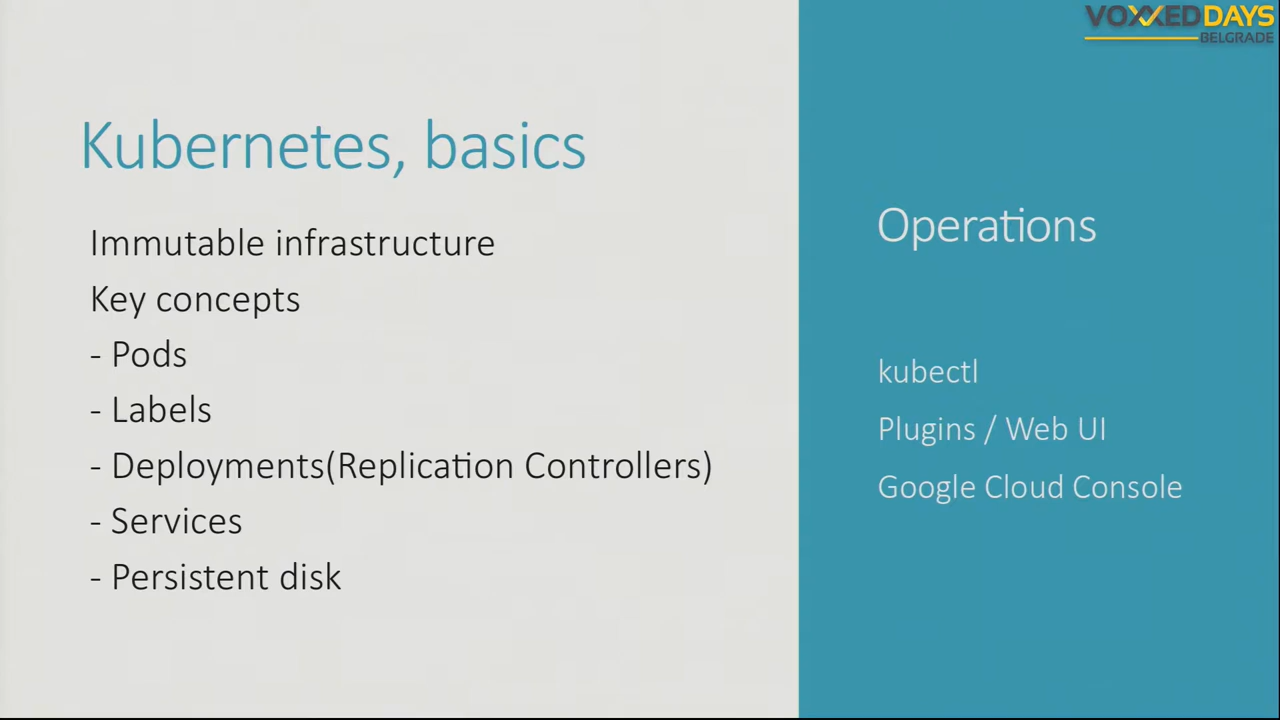 VOXXEDDAYS
BELGRADE
Kubernetes, basics
Immutable infrastructure
Key concepts
- Pods
- Labels
- Deployments(Replication Controllers)
- Services
- Persistent disk
Operations
kubectl
Plugins / Web UI
Google Cloud Console